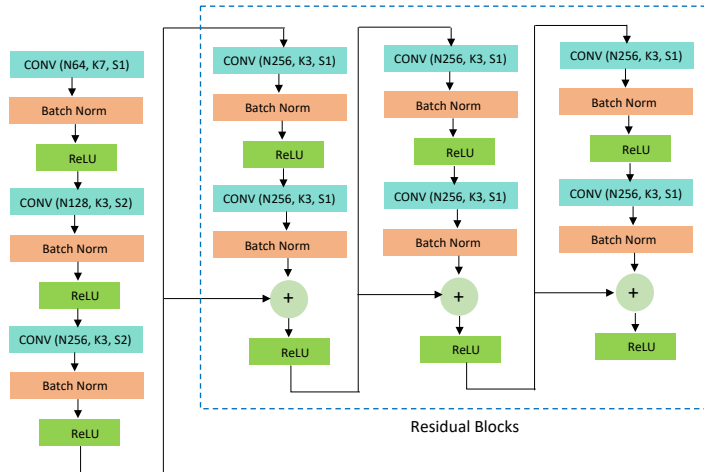 CONV (N64, K7, S1)
Batch Norm
ReLU
CONV (N128, K3, S2)
Batch Norm
ReLU
CONV (N256, K3, S2)
Batch Norm
ReLU
CONV (N256, K3, S1)
Batch Norm
ReLU
CONV (N256, K3, S1)
Batch Norm
+
ReLU
CONV (N256, K3, S1)
Batch Norm
ReLU
CONV (N256, K3, S1)
Batch Norm
+
ReLU
CONV (N256, K3, S1)
Batch Norm
ReLU
CONV (N256, K3, S1)
Batch Norm
+
ReLU
Residual Blocks